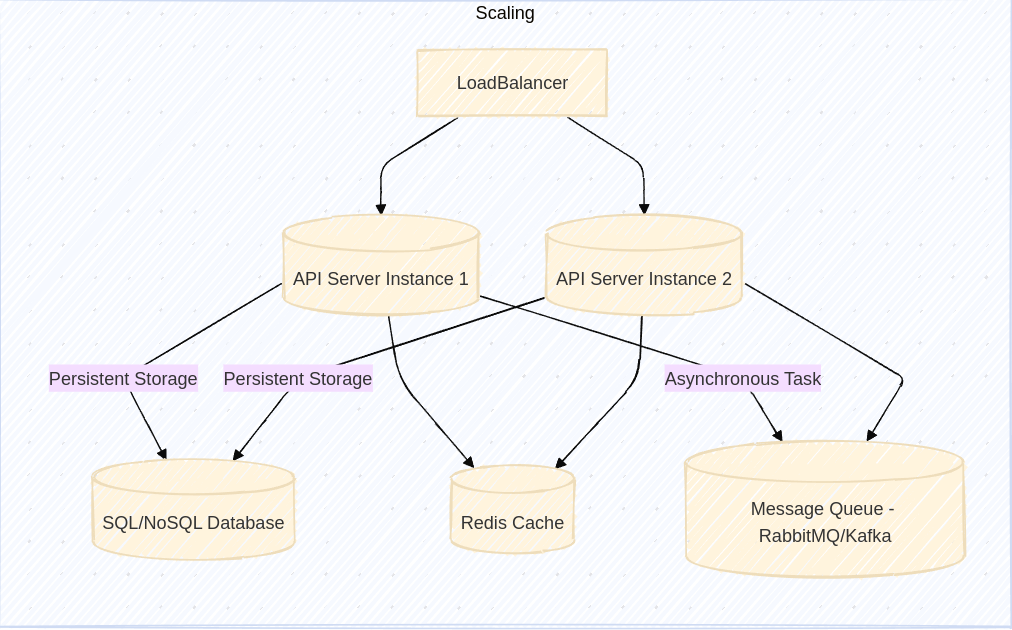 Scaling
LoadBalancer
API Server Instance 1
API Server Instance 2
Persistent Storage
Persistent Storage
Asynchronous Task
SQL/NoSQL Database
Redis Cache
Message Queue -
RabbitMQ/Kafka